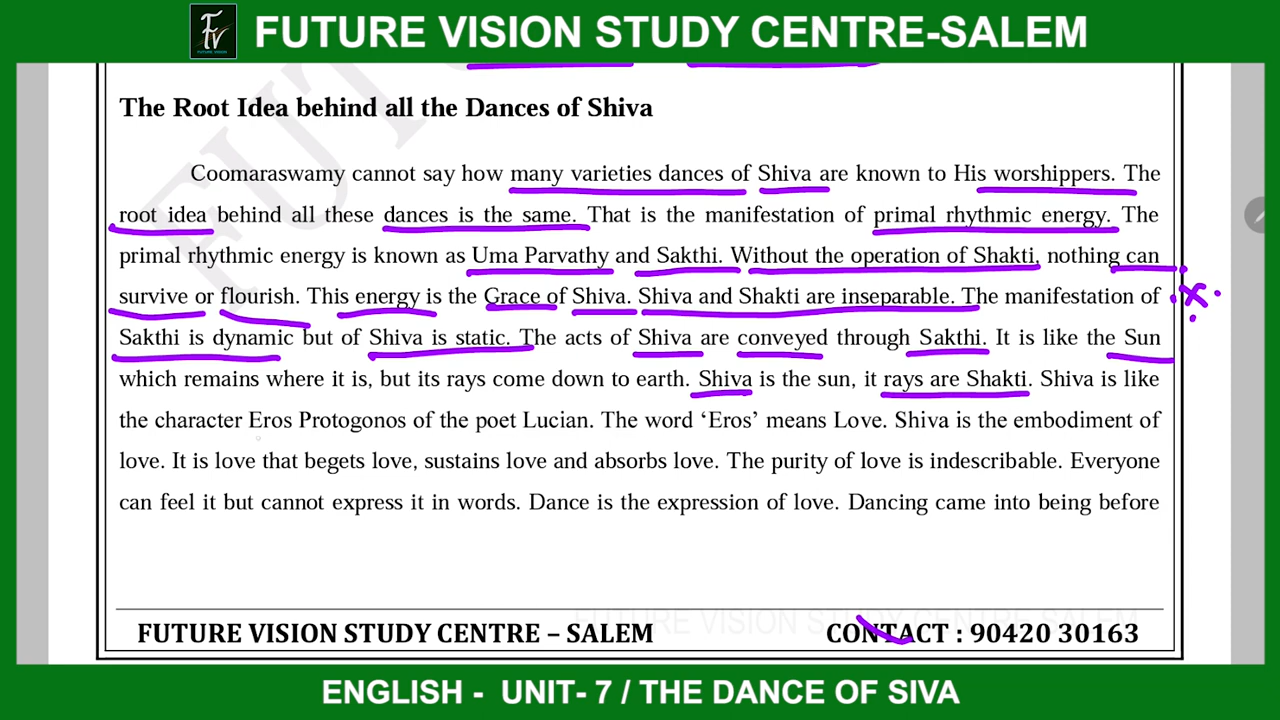 FUTURE VISION STUDY CENTRE-SALEM
FUTURE VISION
The Root Idea behind all the Dances of Shiva
Coomaraswamy cannot say how many varieties dances of Shiva are known to His worshippers. The
root idea behind all these dances is the same. That is the manifestation of primal rhythmic energy. The
primal rhythmic energy is known as Uma Parvathy and Sakthi. Without the operation of Shakti, nothing can
survive or flourish. This energy is the Grace of Shiva. Shiva and Shakti are inseparable. The manifestation of
Sakthi is dynamic but of Shiva is static. The acts of Shiva are conveyed through Sakthi. It is like the Sun
which remains where it is, but its rays come down to earth. Shiva is the sun, it rays are Shakti. Shiva is like
the character Eros Protogonos of the poet Lucian. The word ‘Eros’ means Love. Shiva is the embodiment of
love. It is love that begets love, sustains love and absorbs love. The purity of love is indescribable. Everyone
can feel it but cannot express it in words. Dance is the expression of love. Dancing came into being before
FUTURE VISION STUDY CENTRE SALEM
FUTURE VISION STUDY CENTRE – SALEM CONTACT : 90420 30163
ENGLISH - UNIT- 7 / THE DANCE OF SIVA